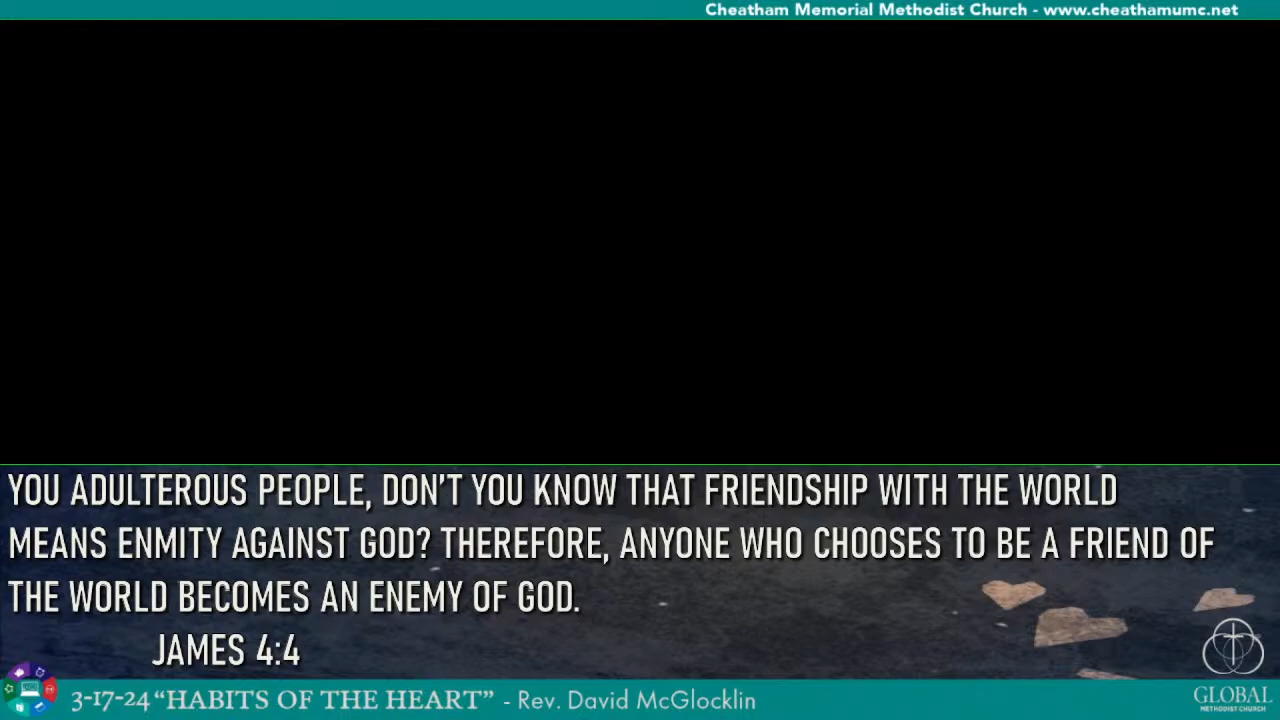 Cheatham Memorial Methodist Church - www.cheathamumc.net
YOU ADULTEROUS PEOPLE, DON'T YOU KNOW THAT FRIENDSHIP WITH THE WORLD
MEANS ENMITY AGAINST GOD? THEREFORE, ANYONE WHO CHOOSES TO BE A FRIEND OF
THE WORLD BECOMES AN ENEMY OF GOD.
JAMES 4:4
3-17-24 “HABITS OF THE HEART” - Rev. David McGlocklin
GLOBAL
METHODIST CHURCH